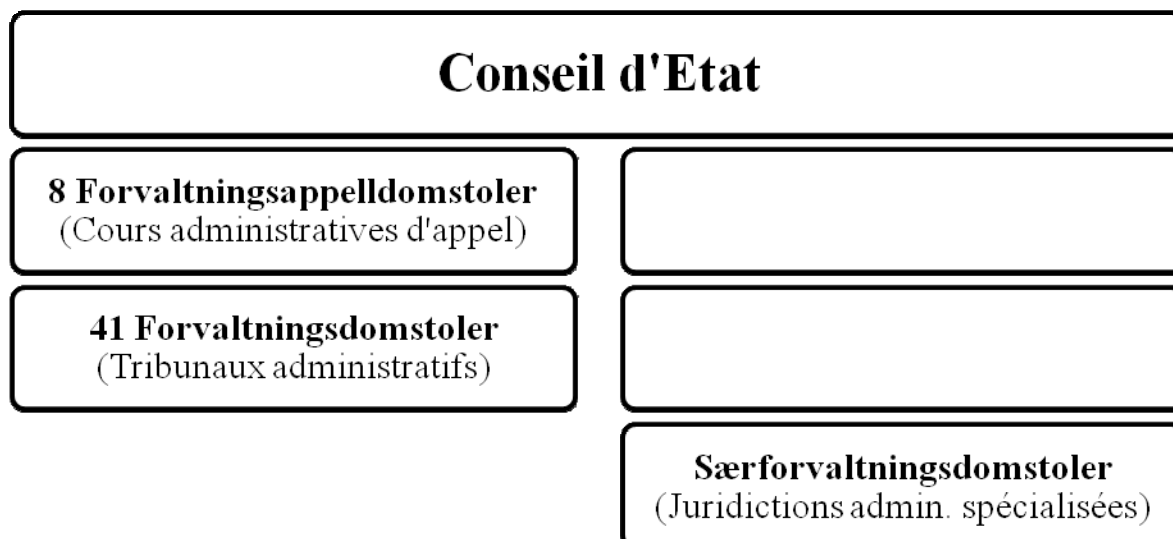 Conseil d'Etat
8 Forvaltningsappelldomstoler
(Cours administratives d'appel)
41 Forvaltningsdomstoler
(Tribunaux administratifs)
Særforvaltningsdomstoler
(Juridictions admin. spécialisées)